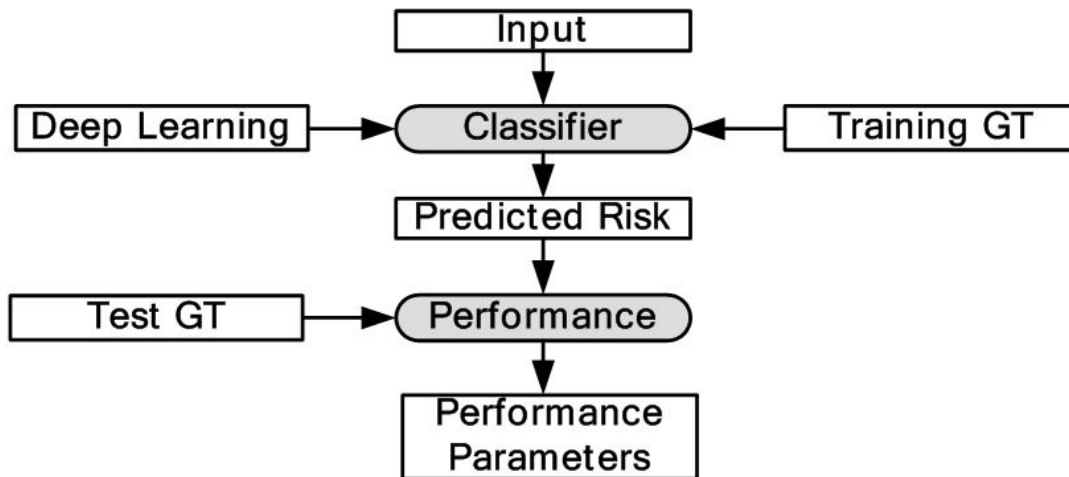 Input
Deep Learning
Classifier
Training GT
Predicted Risk
Test GT
Performance
Performance
Parameters